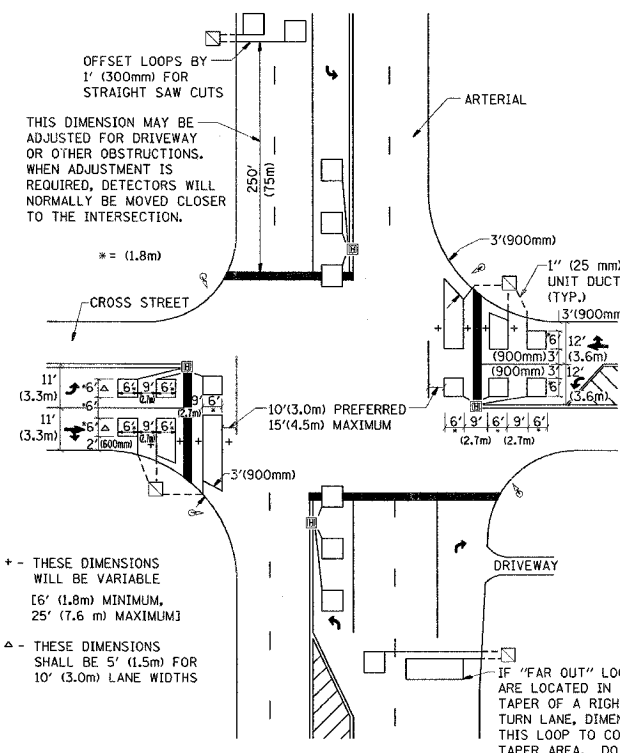 OFFSET LOOPS BY
1' (300mm) FOR
STRAIGHT SAW CUTS
THIS DIMENSION MAY BE
ADJUSTED FOR DRIVEWAY
OR OTHER OBSTRUCTIONS.
WHEN ADJUSTMENT IS
REQUIRED, DETECTORS WILL
NORMALLY BE MOVED CLOSER
TO THE INTERSECTION.
* = (1.8m)
250'
(75m)
ARTERIAL
3'(900mm)
1" (25 mm)
UNIT DUCT
(TYP.)
3'(900mm
CROSS STREET
H
H
H
H
*6'
12'
(3.6m)
(900mm) 3'
(900mm) 3'
12'
*6'
(3.6m)
6' 9' 6' 9' 6'
* * *
(2.7m) (2.7m)
11'
(3.3m)
*6'
△
6' 9' 6'
(2.7m)
9' 6'
(2.7m) *
*6'
11'
(3.3m)
*6'
△
6' 9' 6'
(2.7m)
2' (600mm)
10'(3.0m) PREFERRED
15'(4.5m) MAXIMUM
3'(900mm)
+ - THESE DIMENSIONS
WILL BE VARIABLE
[6' (1.8m) MINIMUM,
25' (7.6 m) MAXIMUM]
△ - THESE DIMENSIONS
SHALL BE 5' (1.5m) FOR
10' (3.0m) LANE WIDTHS
DRIVEWAY
IF "FAR OUT" LOO
ARE LOCATED IN
TAPER OF A RIGH
TURN LANE, DIMEN
THIS LOOP TO CO
TAPER AREA. DO